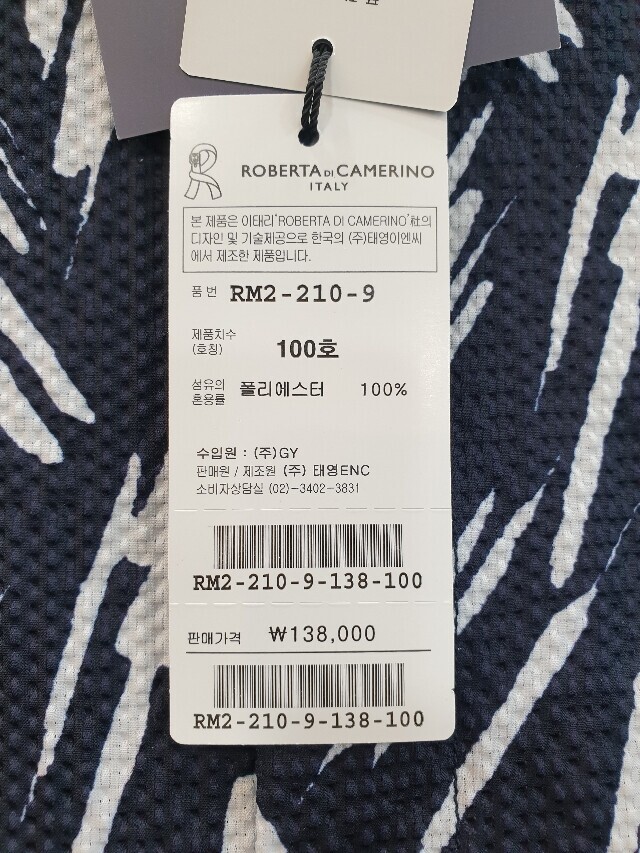 ROBERTA DI CAMERINO
ITALY
본 제품은 이태리'ROBERTA DI CAMERINO'社의
디자인 및 기술제공으로 한국의 (주)태영이엔씨
에서 제조한 제품입니다.
품 번 RM2-210-9
제품치수
(호칭) 100호
섬유의
혼용률 폴리에스터 100%
수입원 : (주)GY
판매원 / 제조원 (주) 태영ENC
소비자상담실 (02)-3402-3831
RM2-210-9-138-100
판매가격 ₩138,000
RM2-210-9-138-100